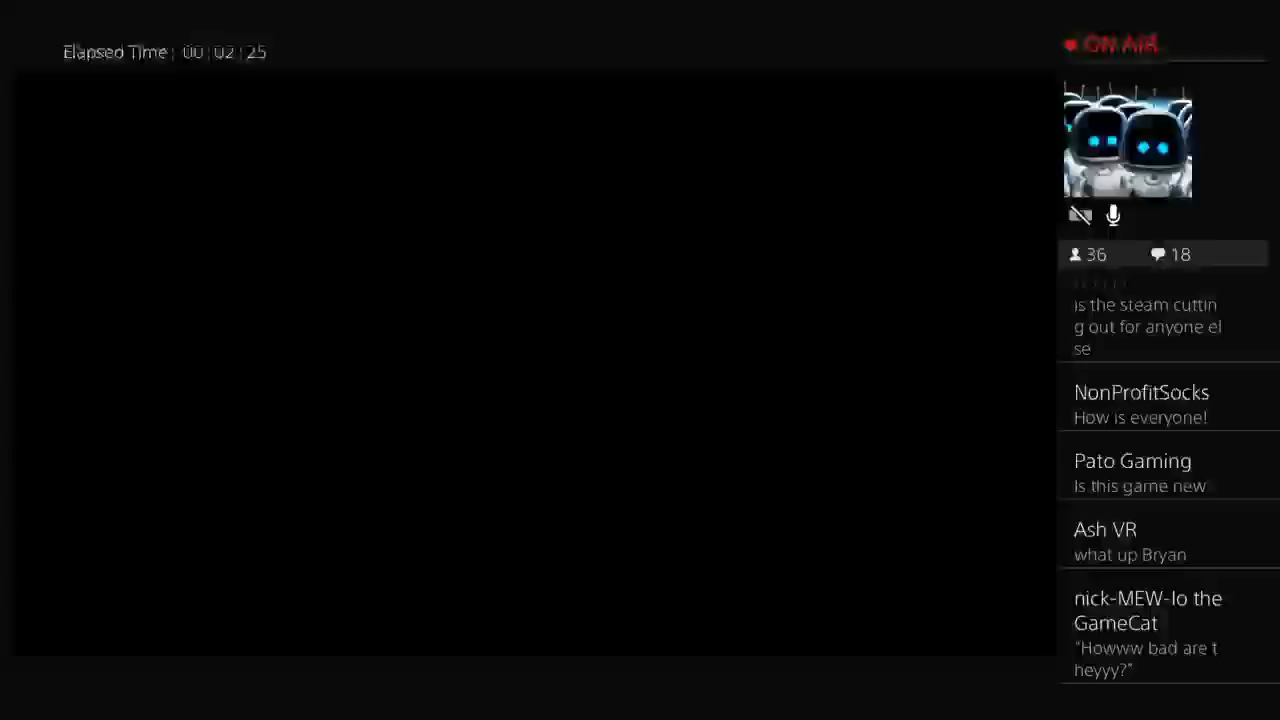 Elapsed Time : 00:02:25
ON AIR
36 18
is the steam cuttin
g out for anyone el
se
NonProfitSocks
How is everyone!
Pato Gaming
Is this game new
Ash VR
what up Bryan
nick-MEW-lo the
GameCat
"Howww bad are t
heyyy?"